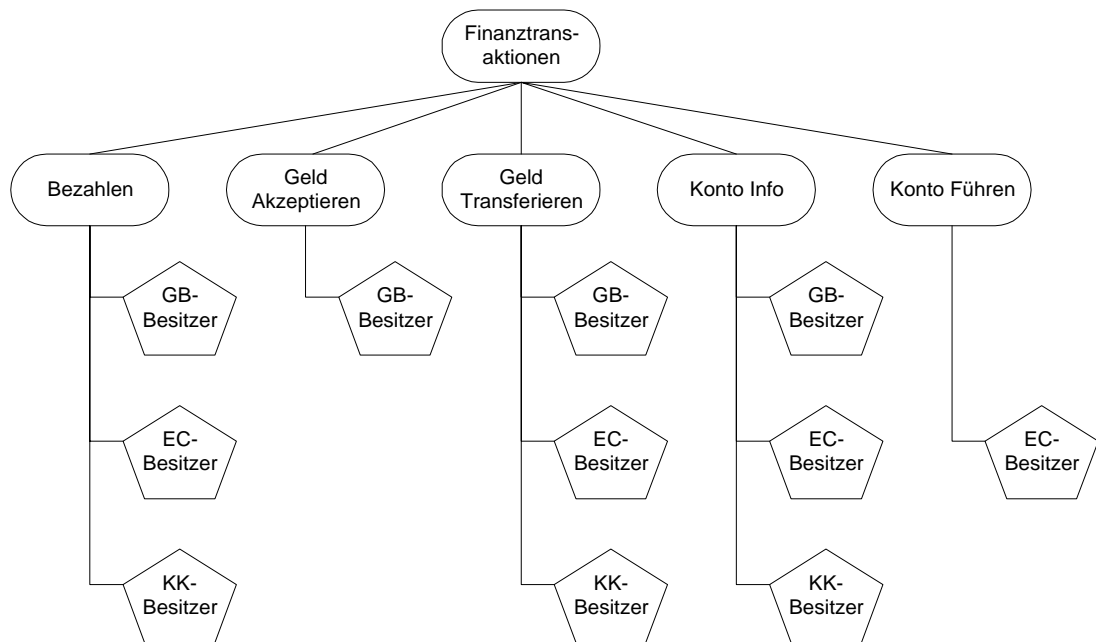 Finanztrans-
aktionen
Bezahlen
Geld
Akzeptieren
Geld
Transferieren
Konto Info
Konto Führen
GB-
Besitzer
GB-
Besitzer
GB-
Besitzer
GB-
Besitzer
EC-
Besitzer
EC-
Besitzer
EC-
Besitzer
EC-
Besitzer
KK-
Besitzer
KK-
Besitzer
KK-
Besitzer